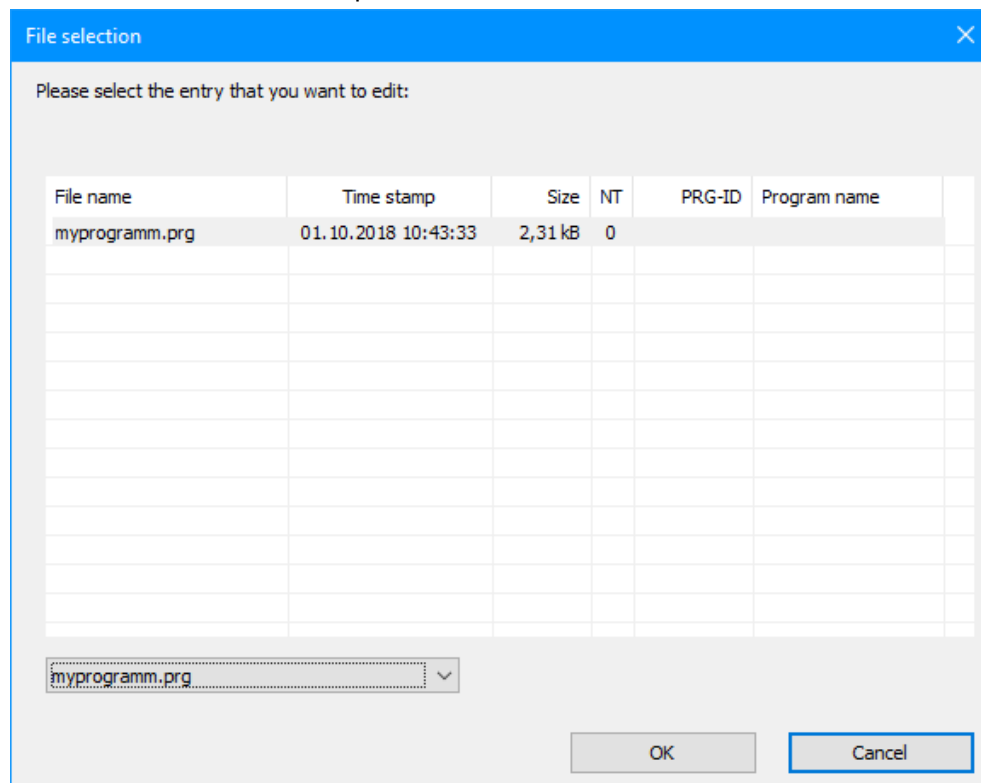 File selection
Please select the entry that you want to edit:
File name Time stamp Size NT PRG-ID Program name
myprogramm.prg 01.10.2018 10:43:33 2,31 kB 0
myprogramm.prg
OK Cancel